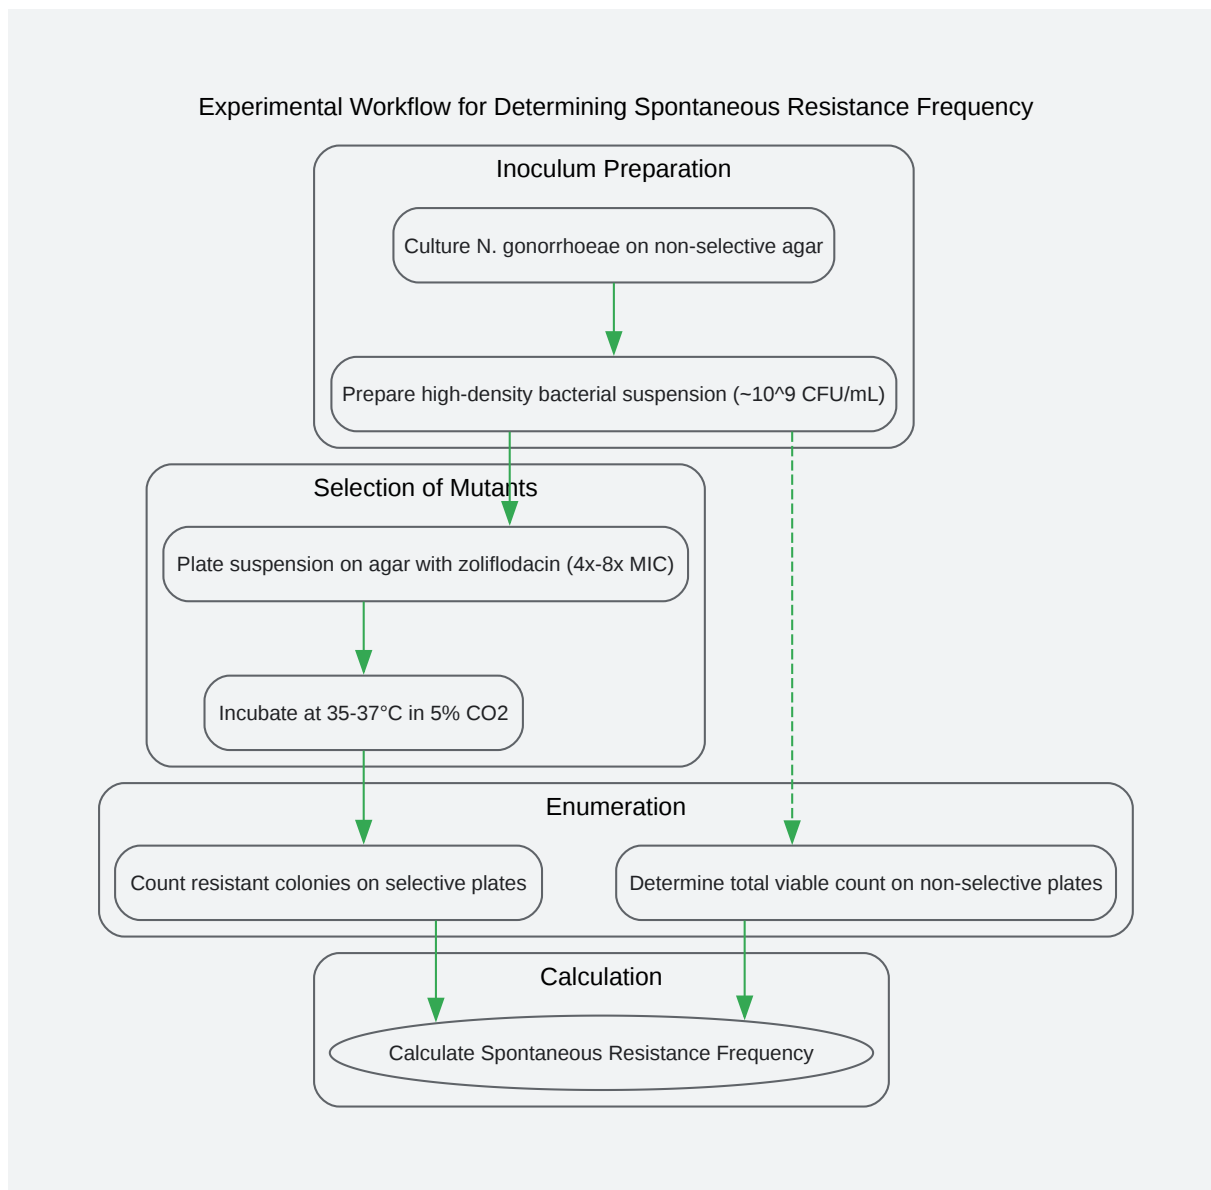 Experimental Workflow for Determining Spontaneous Resistance Frequency
Inoculum Preparation
Culture N. gonorrhoeae on non-selective agar
Prepare high-density bacterial suspension (~10^9 CFU/mL)
Selection of Mutants
Plate suspension on agar with zoliflodacin (4x-8x MIC)
Incubate at 35-37°C in 5% CO2
Enumeration
Count resistant colonies on selective plates
Determine total viable count on non-selective plates
Calculation
Calculate Spontaneous Resistance Frequency